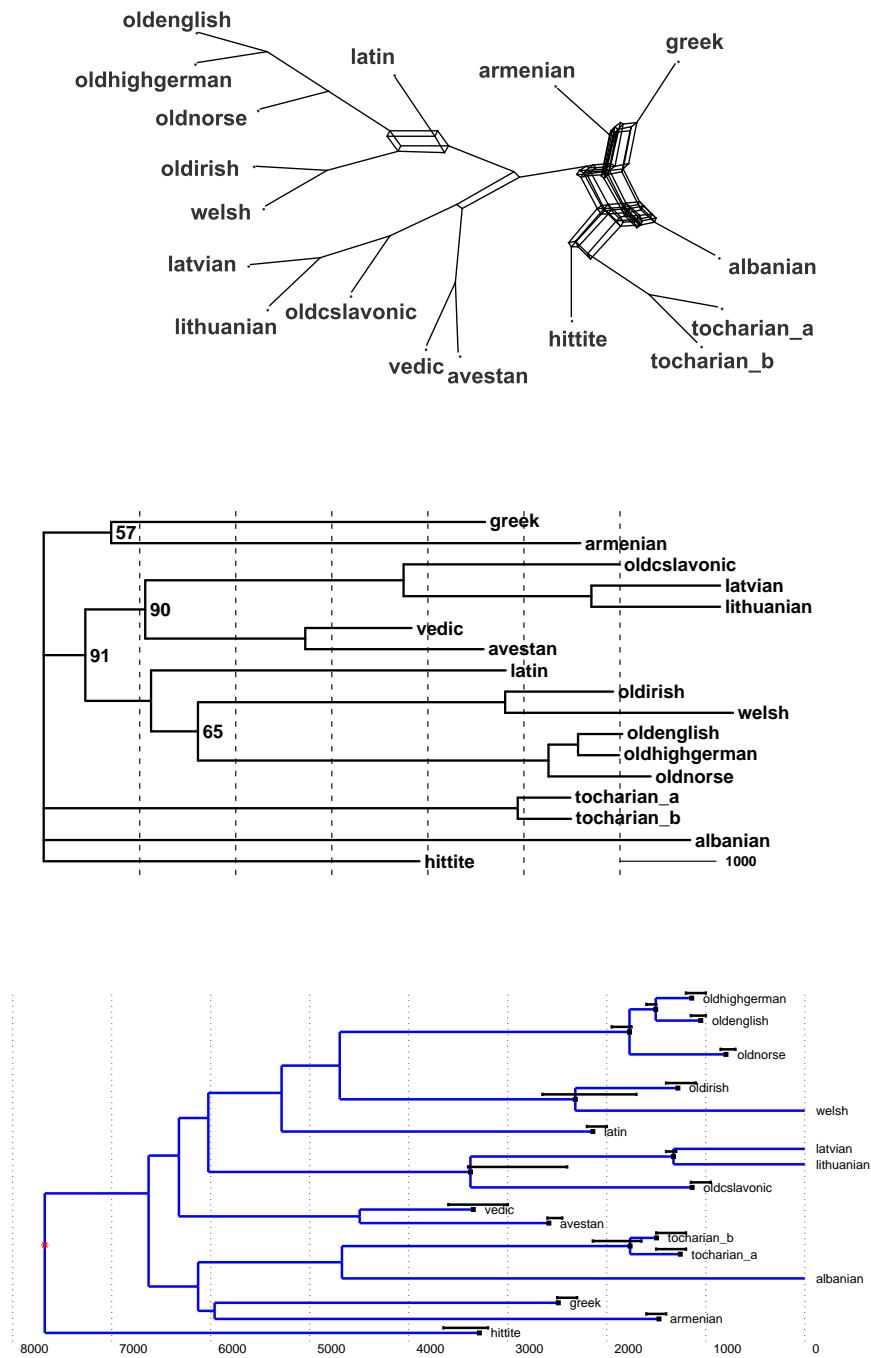 oldenglish
greek
latin
armenian
oldhighgerman
oldnorse
oldirish
welsh
latvian
albanian
oldcslavonic
lithuanian
tocharian_a
hittite
tocharian_b
vedic
avestan
greek
57
armenian
oldcslavonic
latvian
90
lithuanian
vedic
avestan
91
latin
oldirish
welsh
65
oldenglish
oldhighgerman
oldnorse
tocharian_a
tocharian_b
albanian
hittite
1000
oldhighgerman
oldenglish
oldnorse
oldirish
welsh
latin
latvian
lithuanian
oldcslavonic
vedic
avestan
tocharian_b
tocharian_a
albanian
greek
armenian
hittite
8000 7000 6000 5000 4000 3000 2000 1000 0